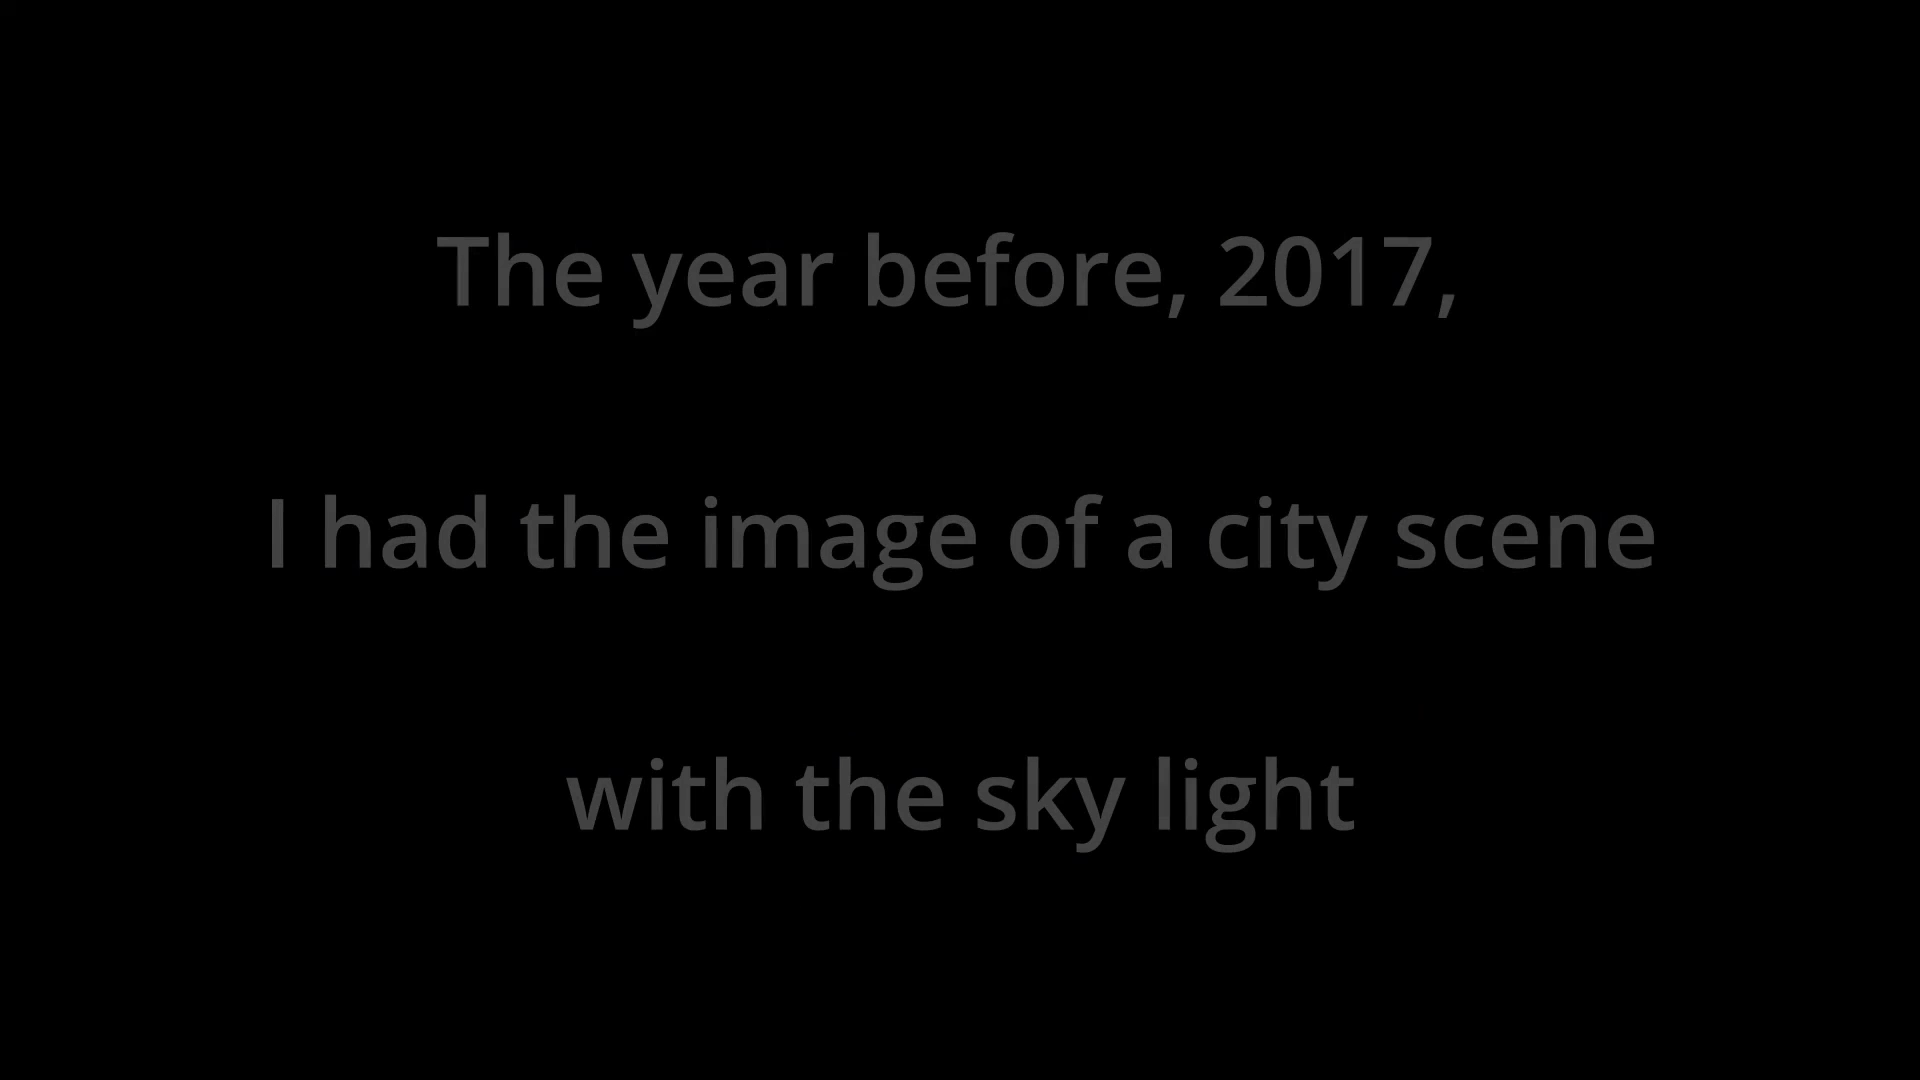 The year before, 2017,
I had the image of a city scene
with the sky light